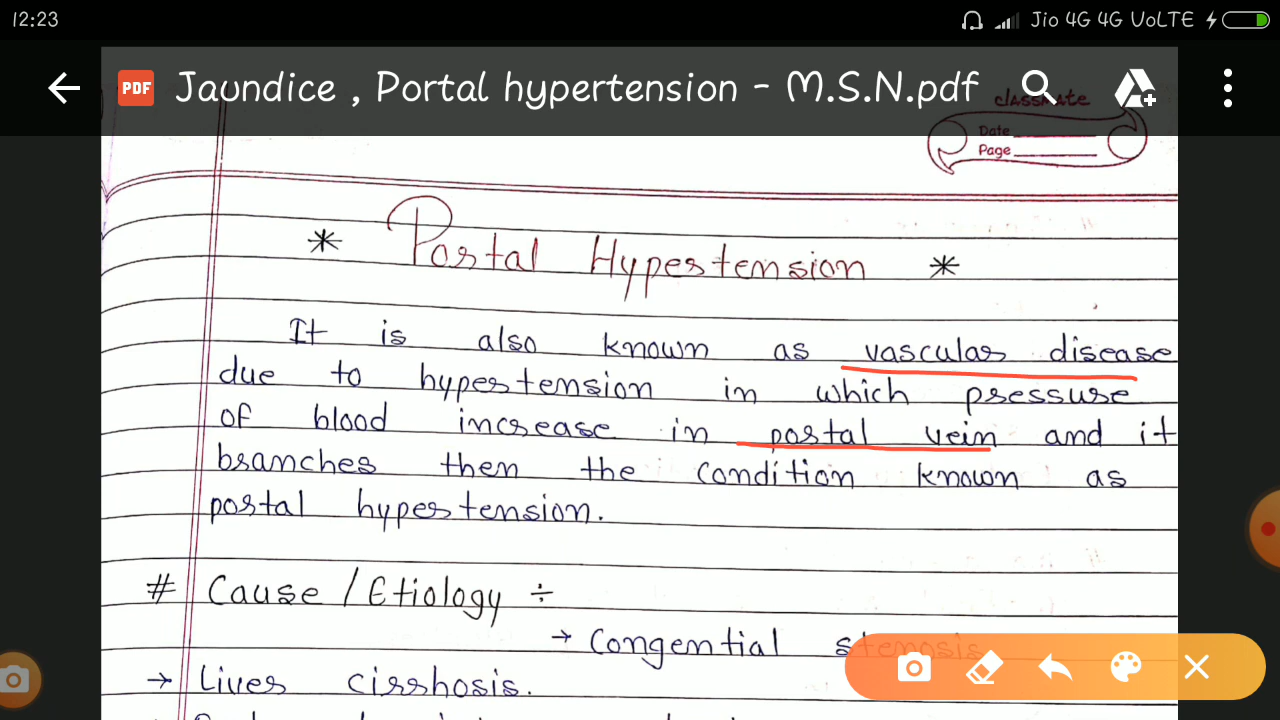 12:23
Jio 4G 4G VoLTE
PDF Jaundice , Portal hypertension - M.S.N.pdf
classmate
Date
Page
* Portal Hypertension *
It is also known as vascular disease
due to hypertension in which pressure
of blood increase in portal vein and it
branches then the condition known as
portal hypertension.
# Cause / Etiology ÷
→ Congential stenosis
→ Liver cirrhosis.